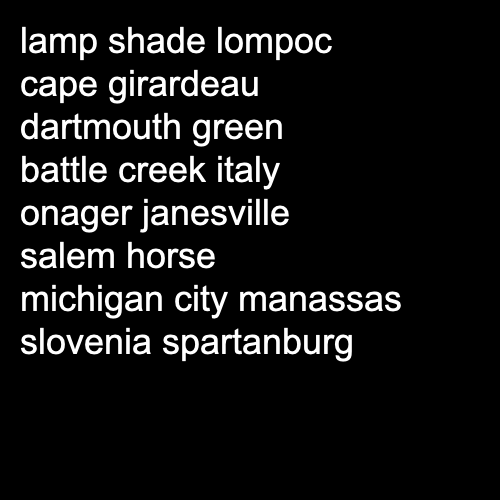 lamp shade lompoc
cape girardeau
dartmouth green
battle creek italy
onager janesville
salem horse
michigan city manassas
slovenia spartanburg